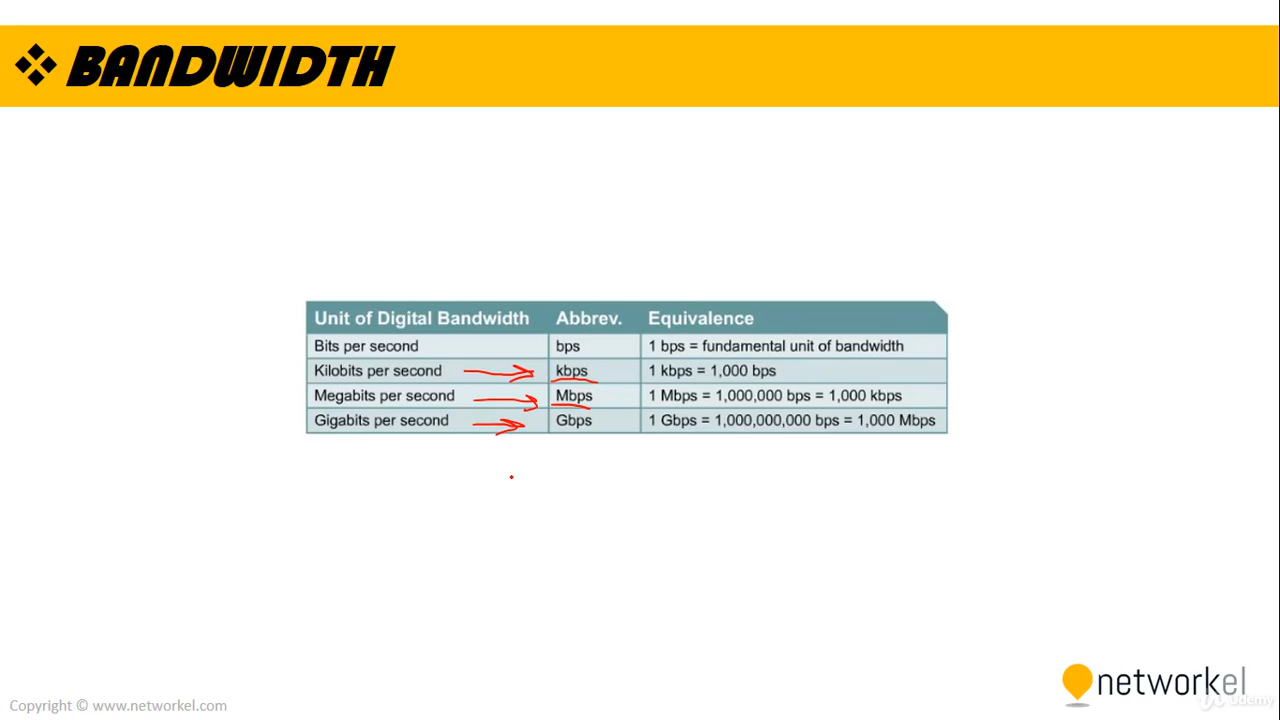 BANDWIDTH
Unit of Digital Bandwidth Abbrev. Equivalence
Bits per second bps 1 bps = fundamental unit of bandwidth
Kilobits per second kbps 1 kbps = 1,000 bps
Megabits per second Mbps 1 Mbps = 1,000,000 bps = 1,000 kbps
Gigabits per second Gbps 1 Gbps = 1,000,000,000 bps = 1,000 Mbps
networkel
Udemy
Copyright © www.networkel.com